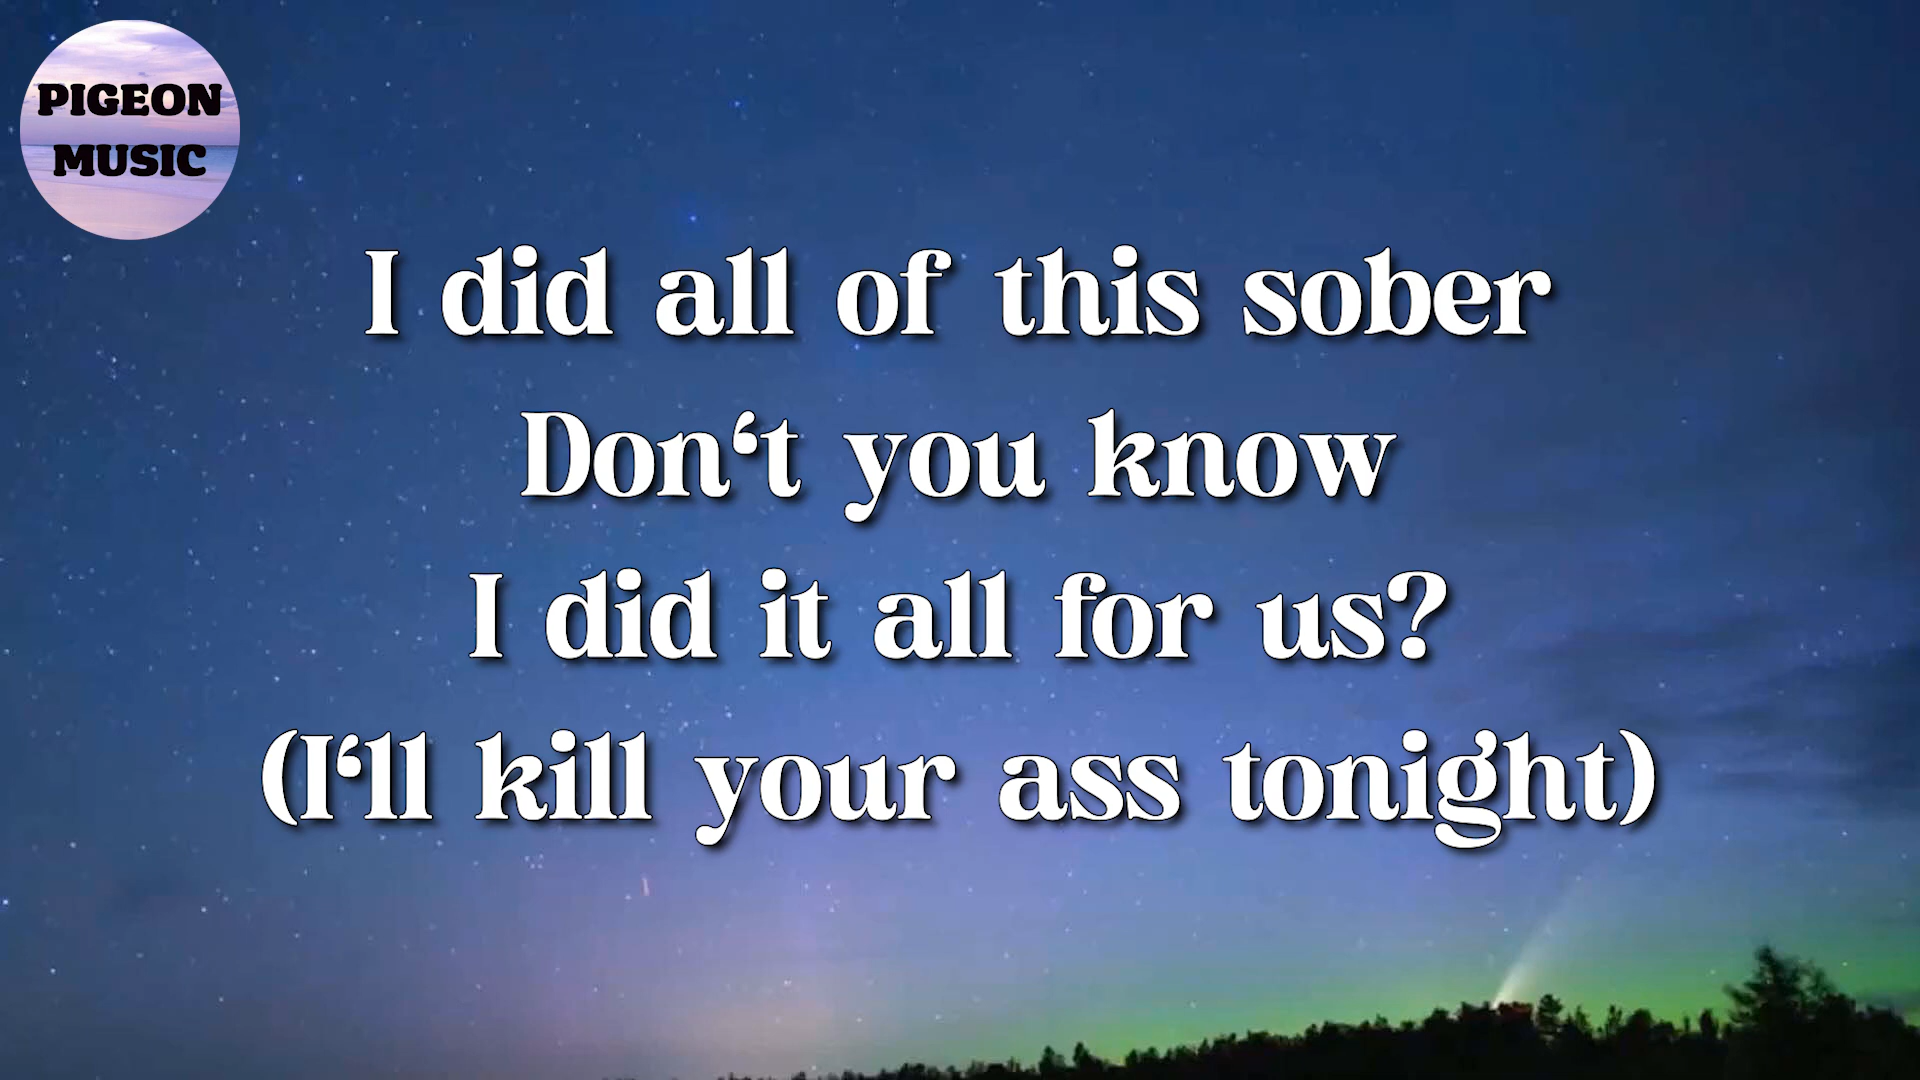 PIGEON
MUSIC
I did all of this sober
Don‘t you know
I did it all for us?
(I‘ll kill your ass tonight)